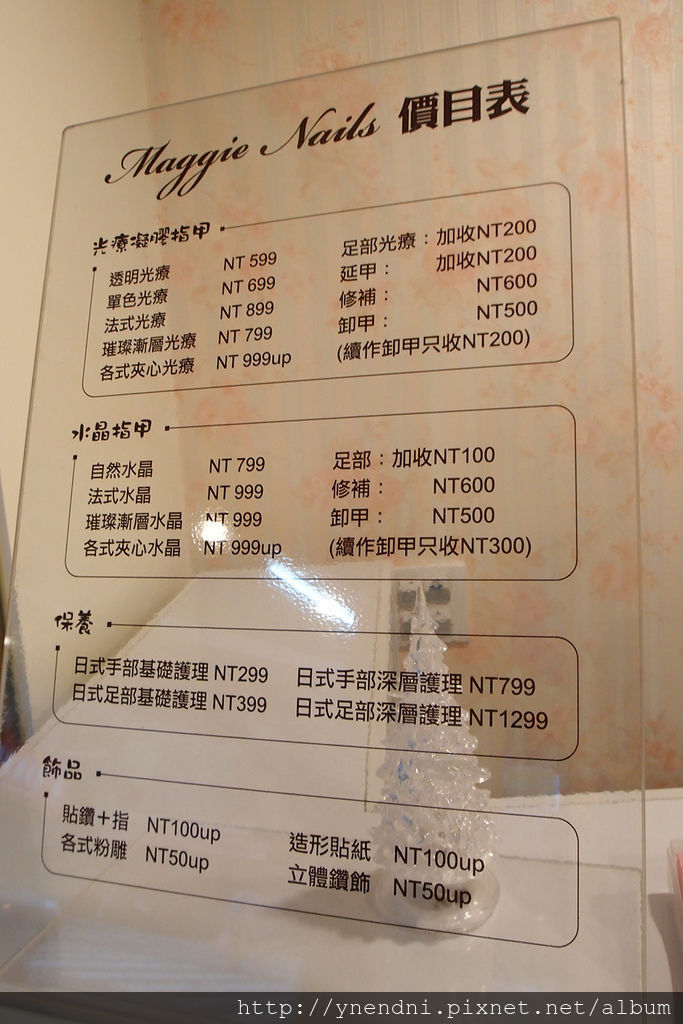 Maggie Nails 價目表
光療凝膠指甲
透明光療 NT 599
單色光療 NT 699
法式光療 NT 899
璀璨漸層光療 NT 799
各式夾心光療 NT 999up
足部光療：加收NT200
延甲： 加收NT200
修補： NT600
卸甲： NT500
(續作卸甲只收NT200)
水晶指甲
自然水晶 NT 799
法式水晶 NT 999
璀璨漸層水晶 NT 999
各式夾心水晶 NT 999up
足部：加收NT100
修補： NT600
卸甲： NT500
(續作卸甲只收NT300)
保養
日式手部基礎護理 NT299
日式足部基礎護理 NT399
日式手部深層護理 NT799
日式足部深層護理 NT1299
飾品
貼鑽＋指 NT100up
各式粉雕 NT50up
造形貼紙 NT100up
立體鑽飾 NT50up
http://ynendni.pixnet.net/album